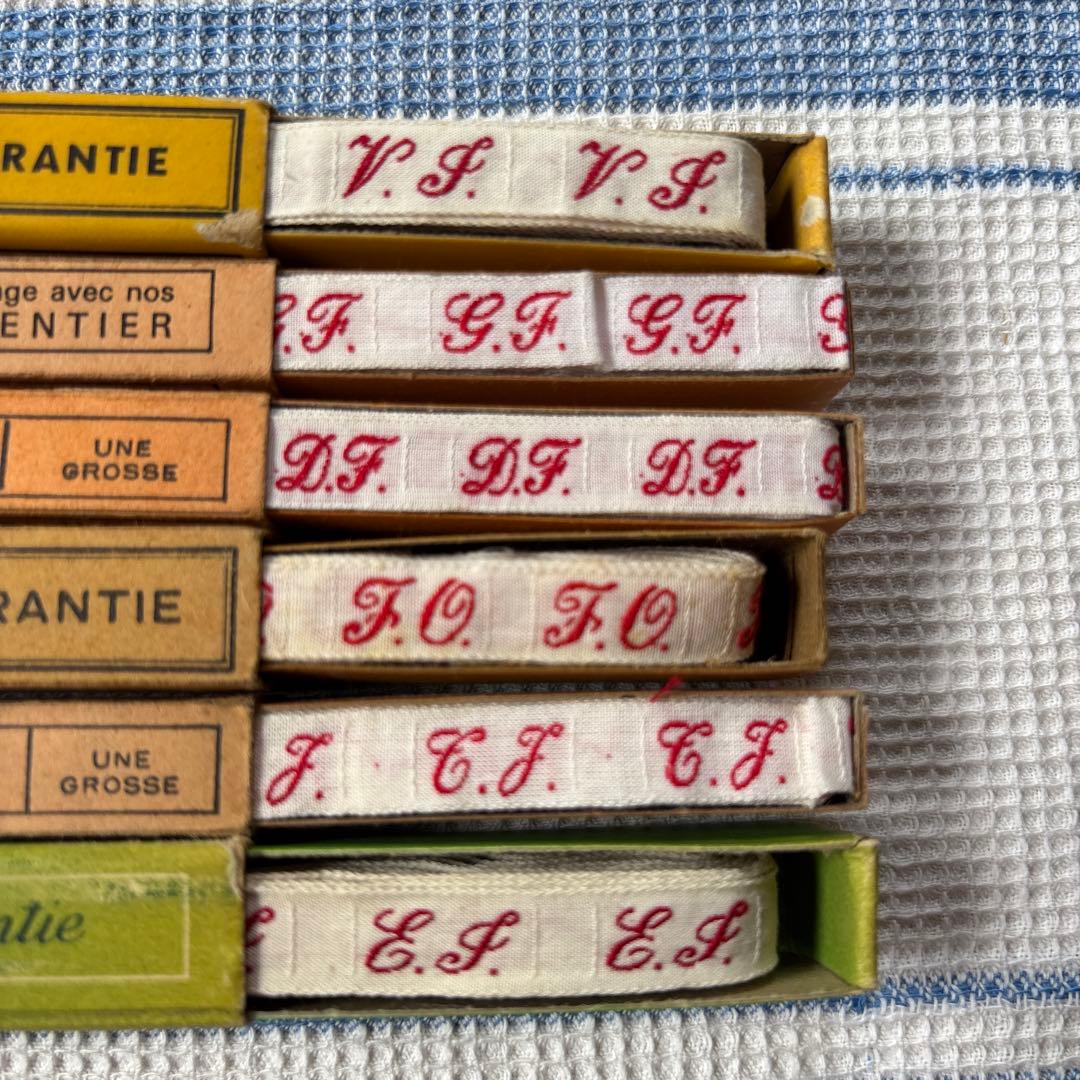 RANTIE
V. S. V. S.
ge avec nos
ENTIER
G.F. G.F. G.F.
UNE
GROSSE
D.F. D.F. D.F.
RANTIE
F.O. F.O.
UNE
GROSSE
J. C.J. C.J.
ntie
E.S. E.S.